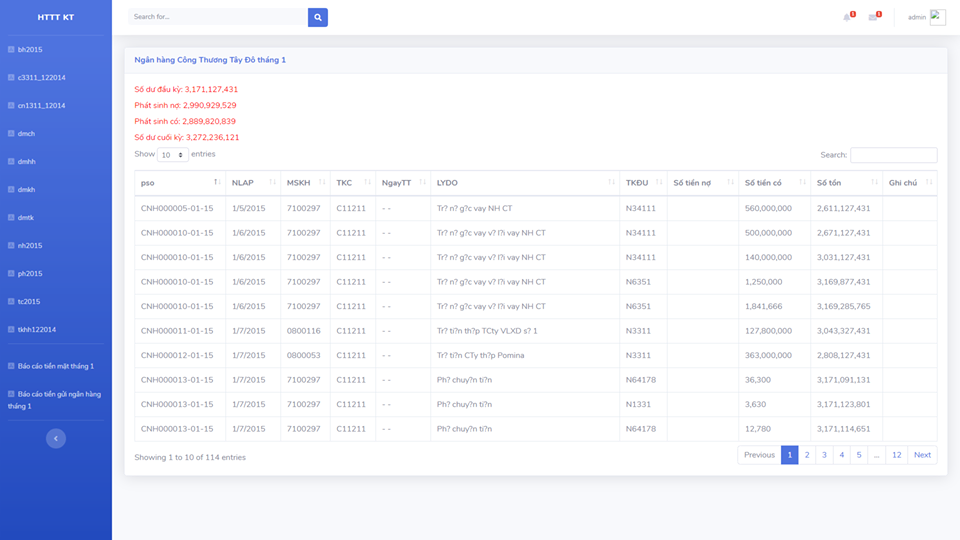 HTTT KT
Search for...
1
1
admin
bh2015
c3311_122014
cn1311_12014
dmch
dmhh
dmkh
dmtk
nh2015
ph2015
tc2015
tkhh122014
Báo cáo tiền mặt tháng 1
Báo cáo tiền gửi ngân hàng
tháng 1
Ngân hàng Công Thương Tây Đô tháng 1
Số dư đầu kỳ: 3,171,127,431
Phát sinh nợ: 2,990,929,529
Phát sinh có: 2,889,820,839
Số dư cuối kỳ: 3,272,236,121
Show 10 entries
Search:
pso NLAP MSKH TKC NgayTT LYDO TKĐU Số tiền nợ Số tiền có Số tồn Ghi chú
CNH000005-01-15 1/5/2015 7100297 C11211 - - Tr? n? g?c vay NH CT N34111 560,000,000 2,611,127,431
CNH000010-01-15 1/6/2015 7100297 C11211 - - Tr? n? g?c vay v? l?i vay NH CT N34111 500,000,000 2,671,127,431
CNH000010-01-15 1/6/2015 7100297 C11211 - - Tr? n? g?c vay v? l?i vay NH CT N34111 140,000,000 3,031,127,431
CNH000010-01-15 1/6/2015 7100297 C11211 - - Tr? n? g?c vay v? l?i vay NH CT N6351 1,250,000 3,169,877,431
CNH000010-01-15 1/6/2015 7100297 C11211 - - Tr? n? g?c vay v? l?i vay NH CT N6351 1,841,666 3,169,285,765
CNH000011-01-15 1/7/2015 0800116 C11211 - - Tr? ti?n th?p TCty VLXD s? 1 N3311 127,800,000 3,043,327,431
CNH000012-01-15 1/7/2015 0800053 C11211 - - Tr? ti?n CTy th?p Pomina N3311 363,000,000 2,808,127,431
CNH000013-01-15 1/7/2015 7100297 C11211 - - Ph? chuy?n ti?n N64178 36,300 3,171,091,131
CNH000013-01-15 1/7/2015 7100297 C11211 - - Ph? chuy?n ti?n N1331 3,630 3,171,123,801
CNH000013-01-15 1/7/2015 7100297 C11211 - - Ph? chuy?n ti?n N64178 12,780 3,171,114,651
Showing 1 to 10 of 114 entries
Previous 1 2 3 4 5 ... 12 Next